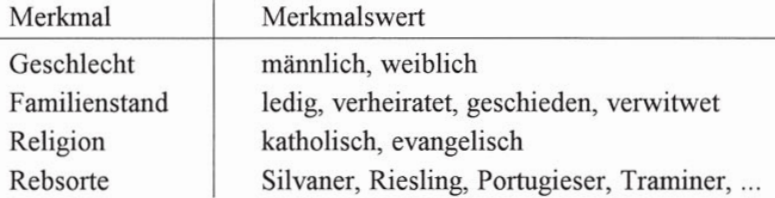 Merkmal Merkmalswert
Geschlecht männlich, weiblich
Familienstand ledig, verheiratet, geschieden, verwitwet
Religion katholisch, evangelisch
Rebsorte Silvaner, Riesling, Portugieser, Traminer, ...